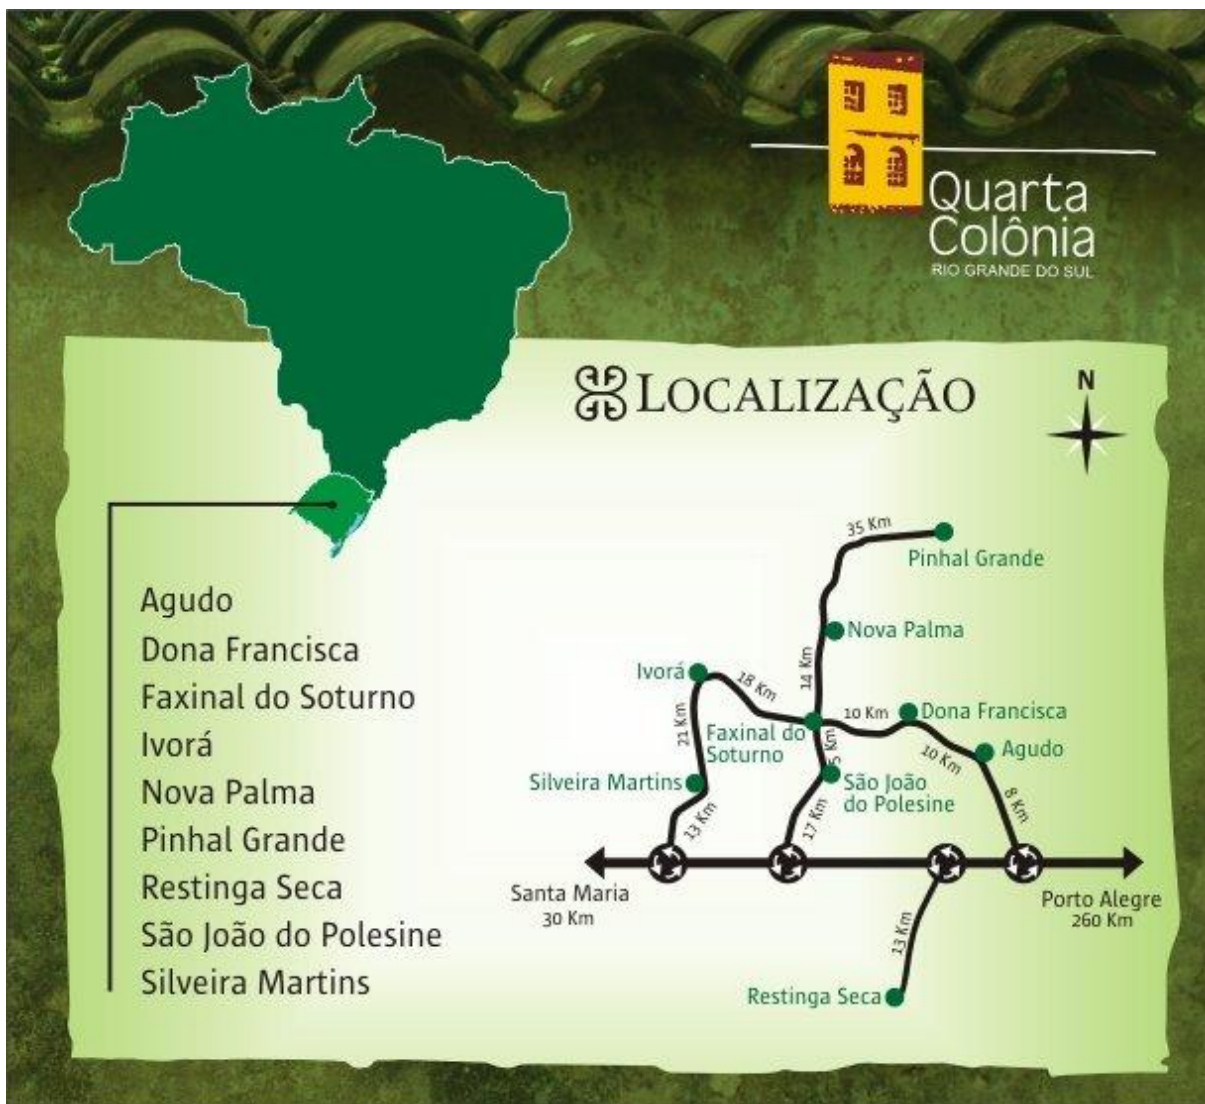 Quarta
Colônia
RIO GRANDE DO SUL
LOCALIZAÇÃO
N
Agudo
Dona Francisca
Faxinal do Soturno
Ivorá
Nova Palma
Pinhal Grande
Restinga Seca
São João do Polesine
Silveira Martins
35 Km
Pinhal Grande
Nova Palma
14 Km
Ivorá
18 Km
21 Km
Faxinal do
Soturno
10 Km
Dona Francisca
10 Km
Agudo
5 Km
Silveira Martins
São João
do Polesine
13 Km
17 Km
8 Km
Santa Maria
30 Km
Porto Alegre
260 Km
13 Km
Restinga Seca